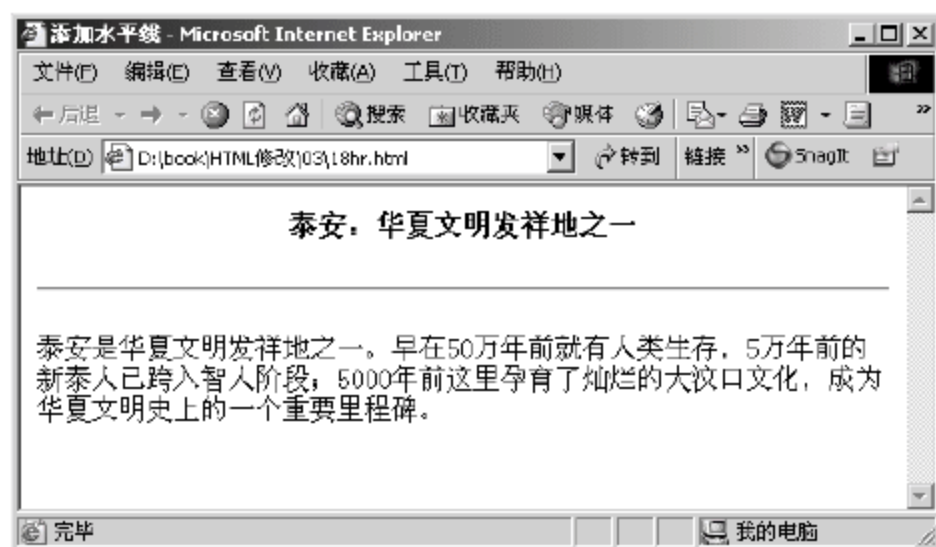 添加水平线 - Microsoft Internet Explorer
文件(F) 编辑(E) 查看(V) 收藏(A) 工具(T) 帮助(H)
后退 搜索 收藏夹 媒体 »
地址(D) D:\book\HTML修改\03\18hr.html 转到 链接 » SnagIt
泰安：华夏文明发祥地之一
泰安是华夏文明发祥地之一。早在50万年前就有人类生存，5万年前的
新泰人已跨入智人阶段；5000年前这里孕育了灿烂的大汶口文化，成为
华夏文明史上的一个重要里程碑。
完毕 我的电脑